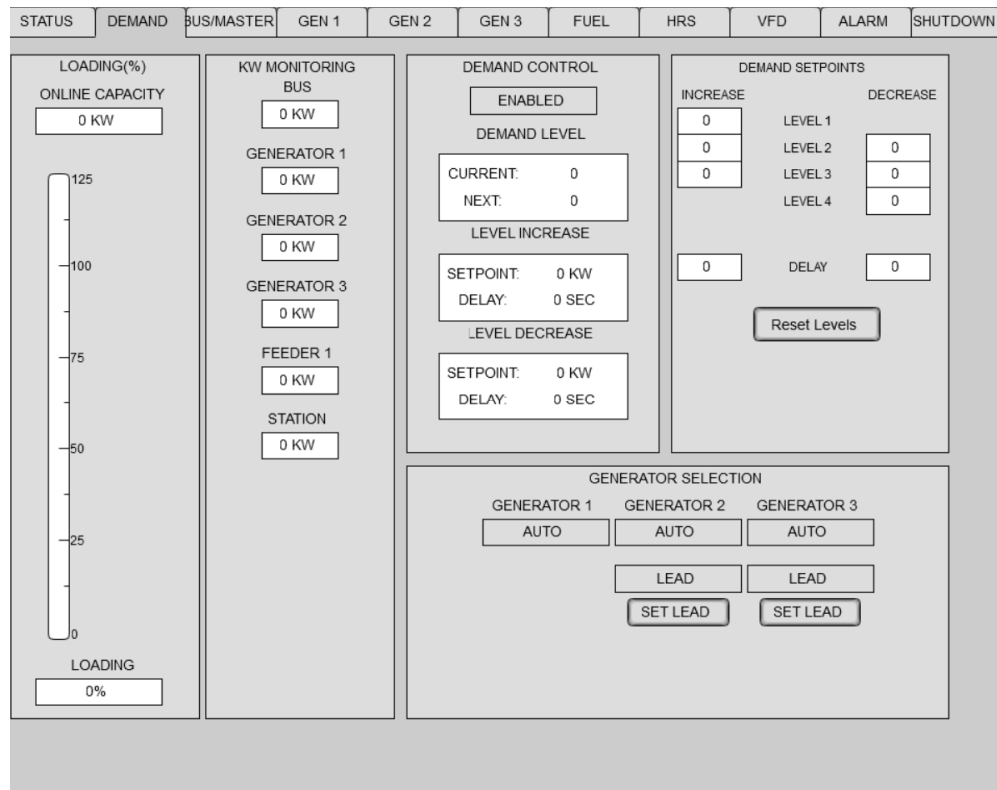 STATUS DEMAND BUS/MASTER GEN 1 GEN 2 GEN 3 FUEL HRS VFD ALARM SHUTDOWN
LOADING(%)
ONLINE CAPACITY
0 KW
125
100
75
50
25
0
LOADING
0%
KW MONITORING
BUS
0 KW
GENERATOR 1
0 KW
GENERATOR 2
0 KW
GENERATOR 3
0 KW
FEEDER 1
0 KW
STATION
0 KW
DEMAND CONTROL
ENABLED
DEMAND LEVEL
CURRENT: 0
NEXT: 0
LEVEL INCREASE
SETPOINT: 0 KW
DELAY: 0 SEC
LEVEL DECREASE
SETPOINT: 0 KW
DELAY: 0 SEC
DEMAND SETPOINTS
INCREASE DECREASE
0 LEVEL 1
0 LEVEL 2 0
0 LEVEL 3 0
LEVEL 4 0
0 DELAY 0
Reset Levels
GENERATOR SELECTION
GENERATOR 1 GENERATOR 2 GENERATOR 3
AUTO AUTO AUTO
LEAD LEAD
SET LEAD SET LEAD